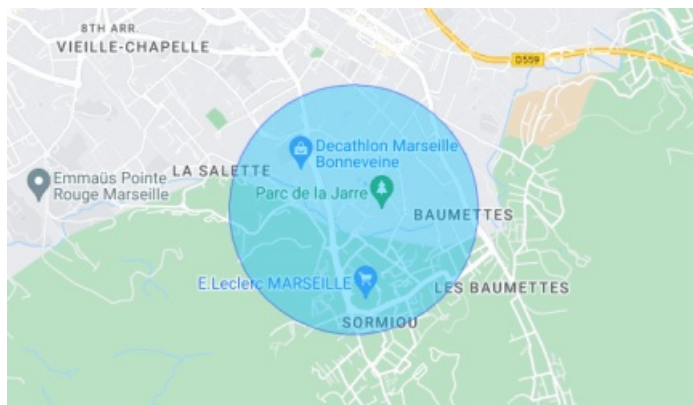 8TH ARR.
VIEILLE-CHAPELLE
D559
Decathlon Marseille
Bonneveine
LA SALETTE
Emmaüs Pointe
Rouge Marseille
Parc de la Jarre
BAUMETTES
E.Leclerc MARSEILLE
LES BAUMETTES
SORMIOU